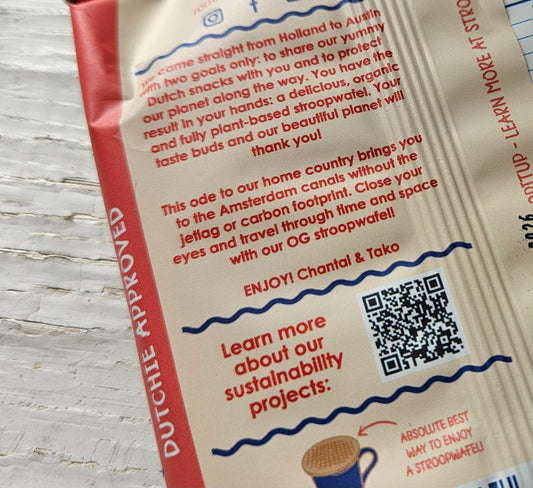 We came straight from Holland to Austin
with two goals only: to share our yummy
Dutch snacks with you and to protect
our planet along the way. You have the
result in your hands: a delicious, organic
and fully plant-based stroopwafel. Your
taste buds and our beautiful planet will
thank you!
This ode to our home country brings you
to the Amsterdam canals without the
jetlag or carbon footprint. Close your
eyes and travel through time and space
with our OG stroopwafel!
ENJOY! Chantal & Tako
Learn more
about our
sustainability
projects:
ABSOLUTE BEST
WAY TO ENJOY
A STROOPWAFEL!
DUTCHIE APPROVED
- LEARN MORE AT